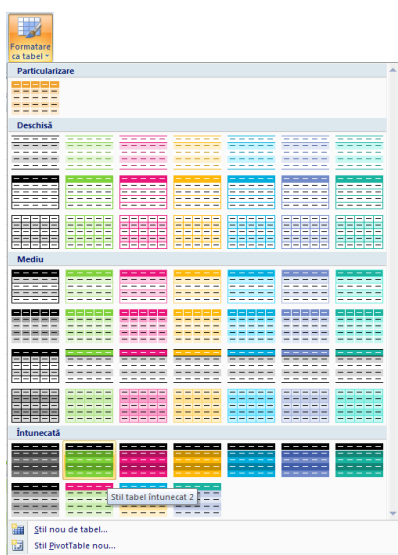 Formatare
ca tabel
Particularizare
Deschisă
Mediu
Întunecată
Stil tabel întunecat 2
Stil nou de tabel...
Stil PivotTable nou...